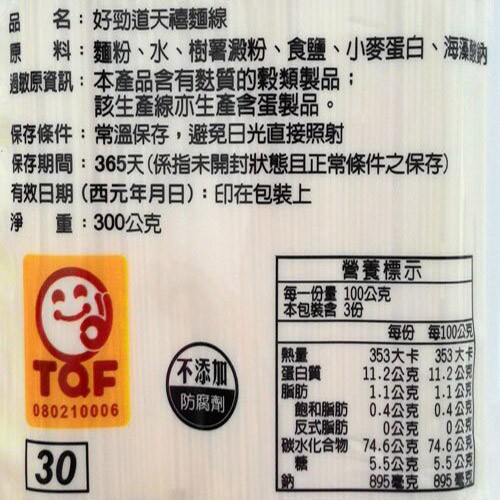 品 名：好勁道天禧麵線
原 料：麵粉、水、樹薯澱粉、食鹽、小麥蛋白、海藻酸鈉
過敏原資訊：本產品含有麩質的穀類製品；
該生產線亦生產含蛋製品。
保存條件：常溫保存，避免日光直接照射
保存期間：365天(係指未開封狀態且正常條件之保存)
有效日期(西元年月日)：印在包裝上
淨 重：300公克
TQF
080210006
30
不添加
防腐劑
營養標示
每一份量 100公克
本包裝含 3份
每份 每100公克
熱量 353大卡 353大卡
蛋白質 11.2公克 11.2公克
脂肪 1.1公克 1.1公克
飽和脂肪 0.4公克 0.4公克
反式脂肪 0公克 0公克
碳水化合物 74.6公克 74.6公克
糖 5.5公克 5.5公克
鈉 895毫克 895毫克